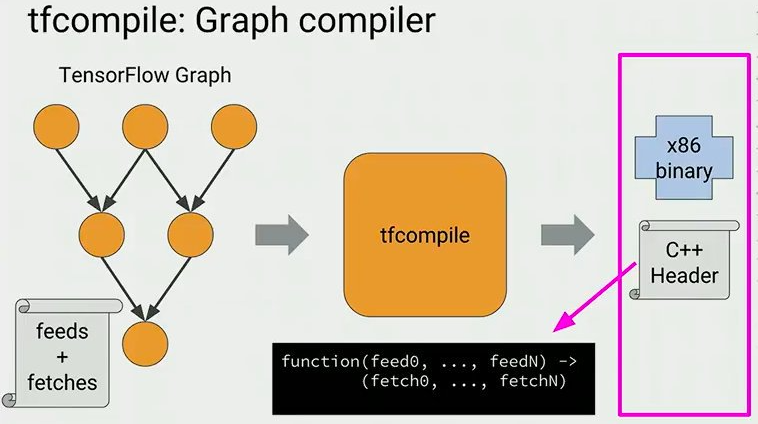 tfcompile: Graph compiler
TensorFlow Graph
feeds
+
fetches
tfcompile
x86
binary
C++
Header
function(feed0, ..., feedN) ->
(fetch0, ..., fetchN)